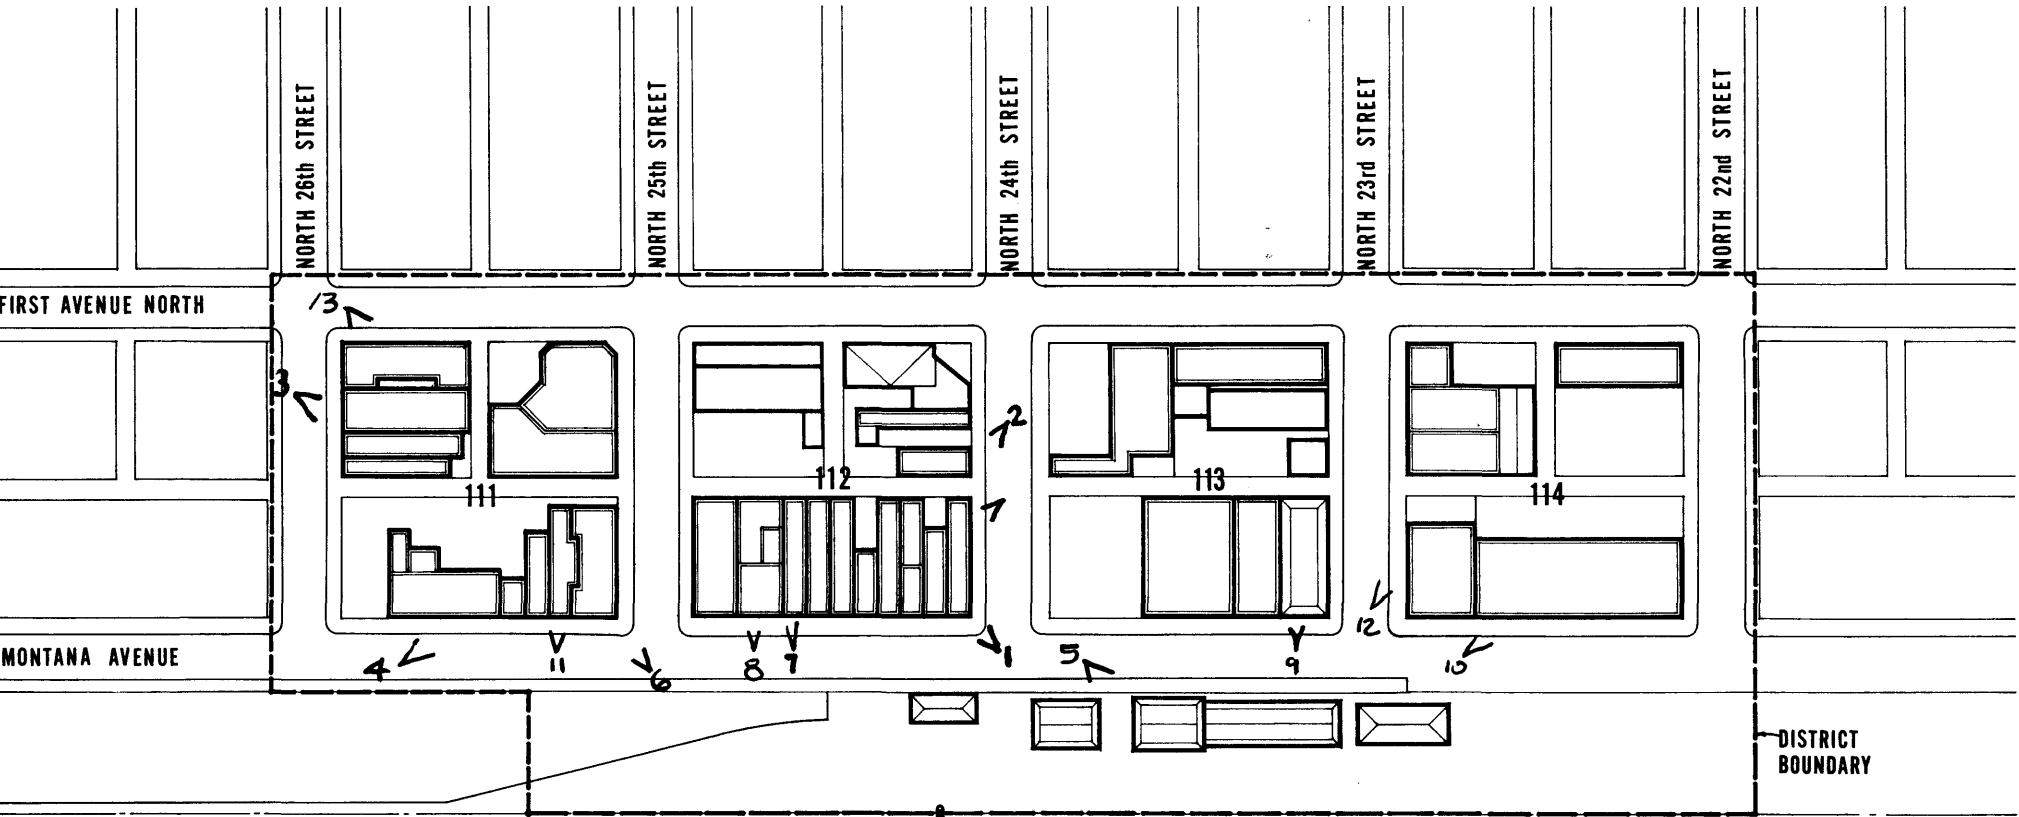 NORTH 26th STREET
NORTH 25th STREET
NORTH 24th STREET
NORTH 23rd STREET
NORTH 22nd STREET
FIRST AVENUE NORTH
13
3
2
111
112
113
114
12
MONTANA AVENUE
4
11
6
8
7
1
5
9
10
DISTRICT
BOUNDARY